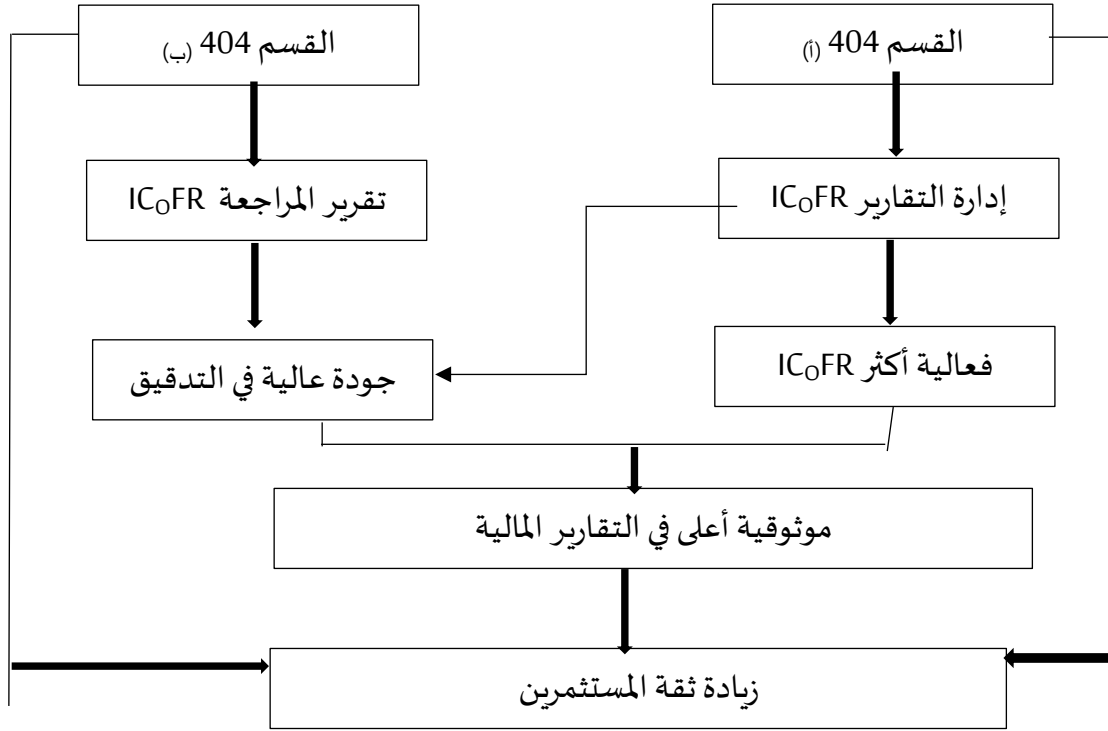 القسم 404 (أ)
القسم 404 (ب)
إدارة التقارير ICOFR
تقرير المراجعة ICOFR
فعالية أكثر ICOFR
جودة عالية في التدقيق
موثوقية أعلى في التقارير المالية
زيادة ثقة المستثمرين